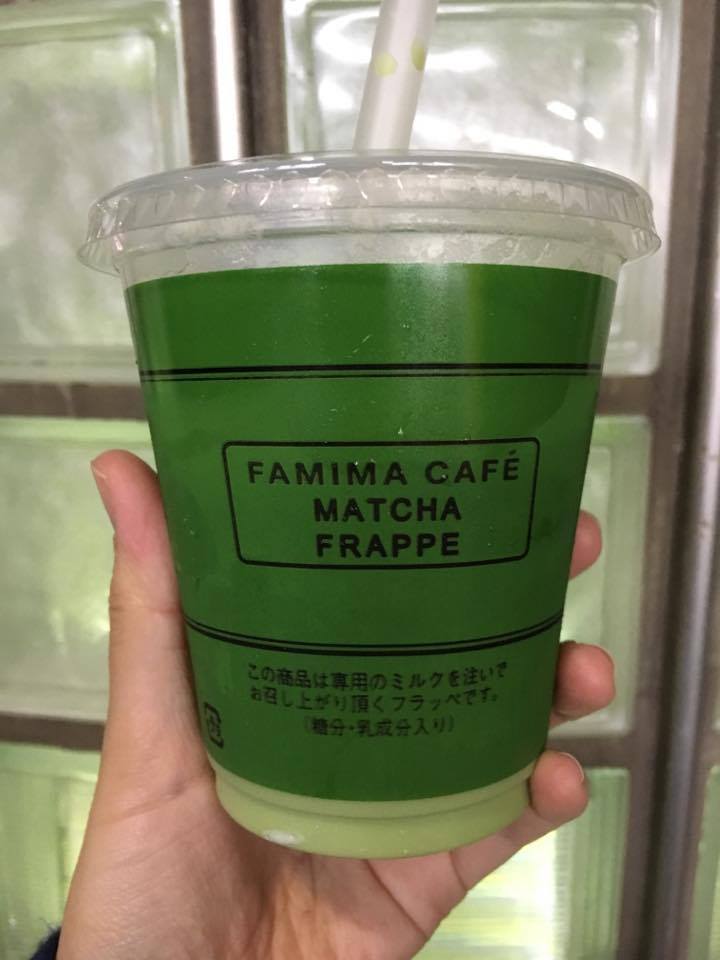 FAMIMA CAFÉ
MATCHA
FRAPPE
この商品は専用のミルクを注いで
お召し上がり頂くフラッペです。
(糖分・乳成分入り)